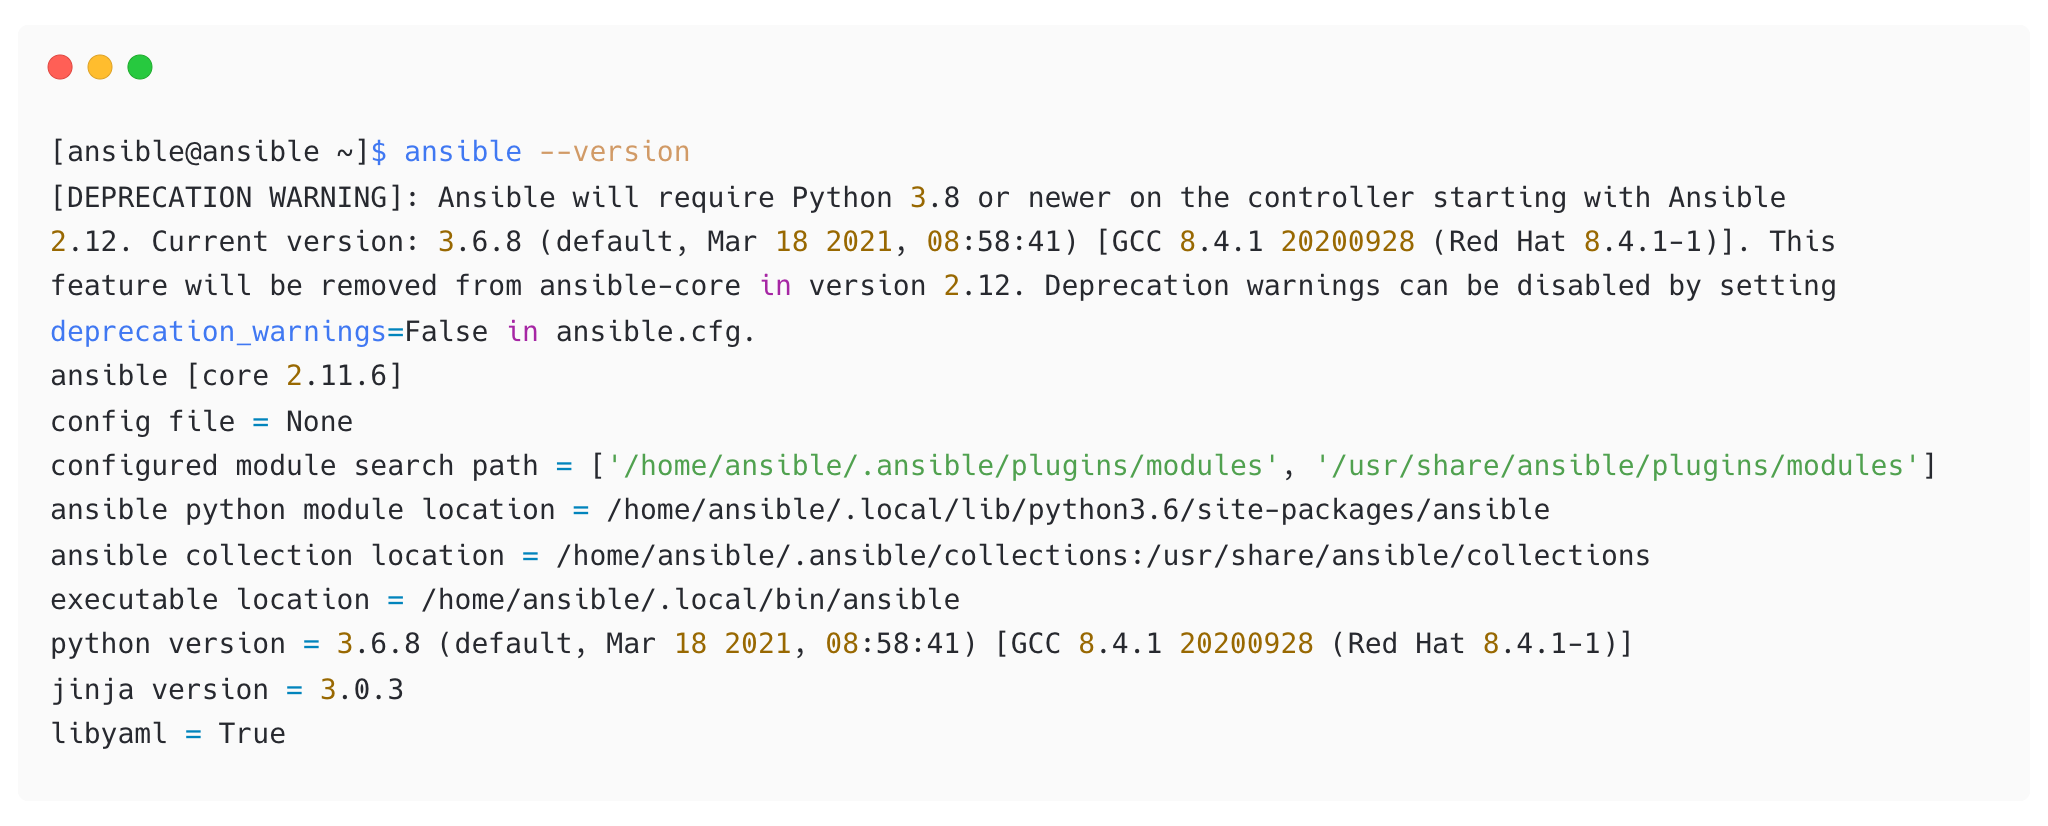 [ansible@ansible ~]$ ansible --version
[DEPRECATION WARNING]: Ansible will require Python 3.8 or newer on the controller starting with Ansible
2.12. Current version: 3.6.8 (default, Mar 18 2021, 08:58:41) [GCC 8.4.1 20200928 (Red Hat 8.4.1-1)]. This
feature will be removed from ansible-core in version 2.12. Deprecation warnings can be disabled by setting
deprecation_warnings=False in ansible.cfg.
ansible [core 2.11.6]
config file = None
configured module search path = ['/home/ansible/.ansible/plugins/modules', '/usr/share/ansible/plugins/modules']
ansible python module location = /home/ansible/.local/lib/python3.6/site-packages/ansible
ansible collection location = /home/ansible/.ansible/collections:/usr/share/ansible/collections
executable location = /home/ansible/.local/bin/ansible
python version = 3.6.8 (default, Mar 18 2021, 08:58:41) [GCC 8.4.1 20200928 (Red Hat 8.4.1-1)]
jinja version = 3.0.3
libyaml = True